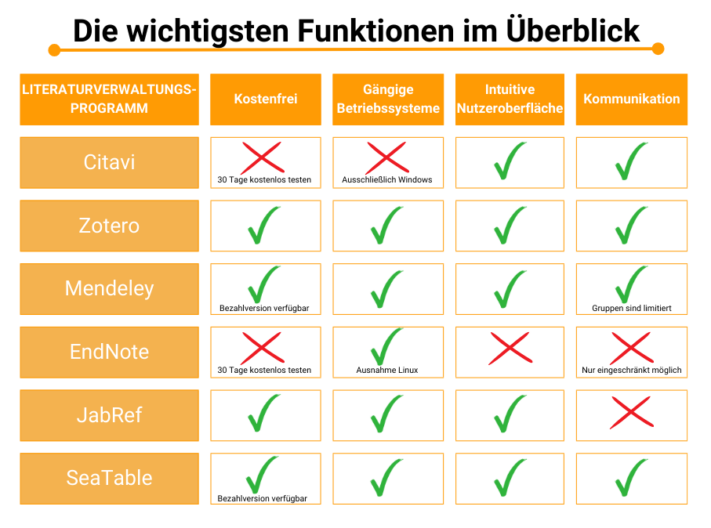 Die wichtigsten Funktionen im Überblick
LITERATURVERWALTUNGS-
PROGRAMM
Kostenfrei
Gängige
Betriebssysteme
Intuitive
Nutzeroberfläche
Kommunikation
Citavi
30 Tage kostenlos testen
Ausschließlich Windows
Zotero
Mendeley
Bezahlversion verfügbar
Gruppen sind limitiert
EndNote
30 Tage kostenlos testen
Ausnahme Linux
Nur eingeschränkt möglich
JabRef
SeaTable
Bezahlversion verfügbar